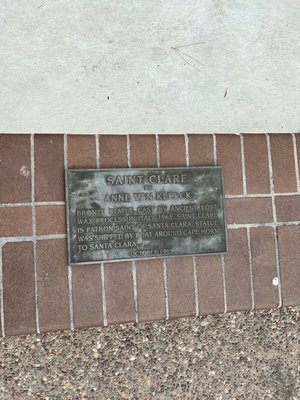 SAINT CLARE
BY
ANNE VAN KLEECK
BRONZE STATUE CAST BY ANCIENT LOST
WAX PROCESS IN ITALY 1965. SAINT CLARE
IS PATRON SAINT OF SANTA CLARA. STATUE
WAS SHIPPED BY BOAT AROUND CAPE HORN
TO SANTA CLARA.
OCTOBER